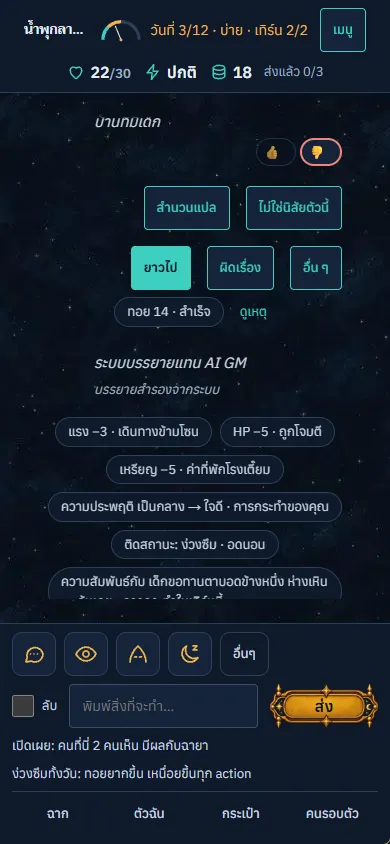 น้ำพุกลา... วันที่ 3/12 · บ่าย · เทิร์น 2/2 เมนู
22/30 ปกติ 18 ส่งแล้ว 0/3
บานทมเดก
สำนวนแปล ไม่ใช่นิสัยตัวนี้
ยาวไป ผิดเรื่อง อื่น ๆ
ทอย 14 · สำเร็จ ดูเหตุ
ระบบบรรยายแทน AI GM
บรรยายสำรองจากระบบ
แรง −3 · เดินทางข้ามโซน HP −5 · ถูกโจมตี
เหรียญ −5 · ค่าที่พักโรงเตี๊ยม
ความประพฤติ เป็นกลาง → ใจดี · การกระทำของคุณ
ติดสถานะ: ง่วงซึม · อดนอน
ความสัมพันธ์กับ เด็กขอทานตาบอดข้างหนึ่ง ห่างเหิน
อื่นๆ
ลับ พิมพ์สิ่งที่จะทำ... ส่ง
เปิดเผย: คนที่นี่ 2 คนเห็น มีผลกับฉายา
ง่วงซึมทั้งวัน: ทอยยากขึ้น เหนื่อยขึ้นทุก action
ฉาก ตัวฉัน กระเป๋า คนรอบตัว